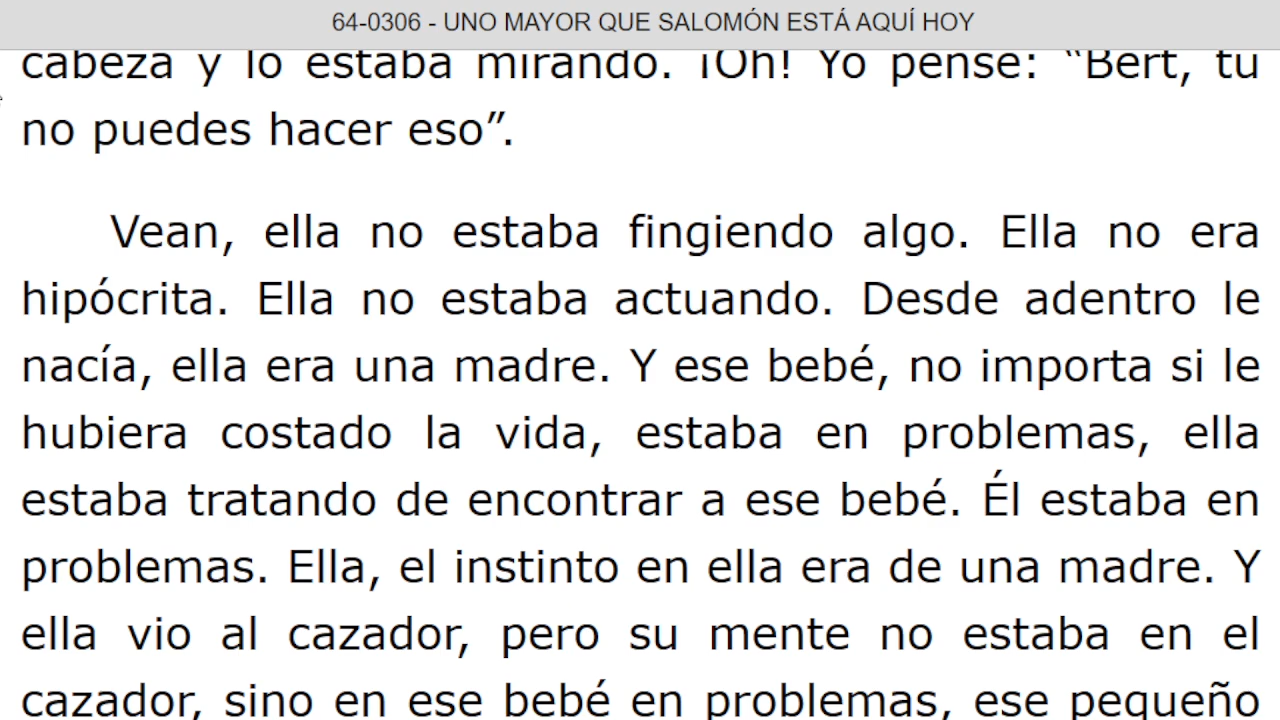 64-0306 - UNO MAYOR QUE SALOMÓN ESTÁ AQUÍ HOY
cabeza y lo estaba mirando. ¡Oh! Yo pensé: “Bert, tú
no puedes hacer eso”.
Vean, ella no estaba fingiendo algo. Ella no era
hipócrita. Ella no estaba actuando. Desde adentro le
nacía, ella era una madre. Y ese bebé, no importa si le
hubiera costado la vida, estaba en problemas, ella
estaba tratando de encontrar a ese bebé. Él estaba en
problemas. Ella, el instinto en ella era de una madre. Y
ella vio al cazador, pero su mente no estaba en el
cazador, sino en ese bebé en problemas, ese pequeño